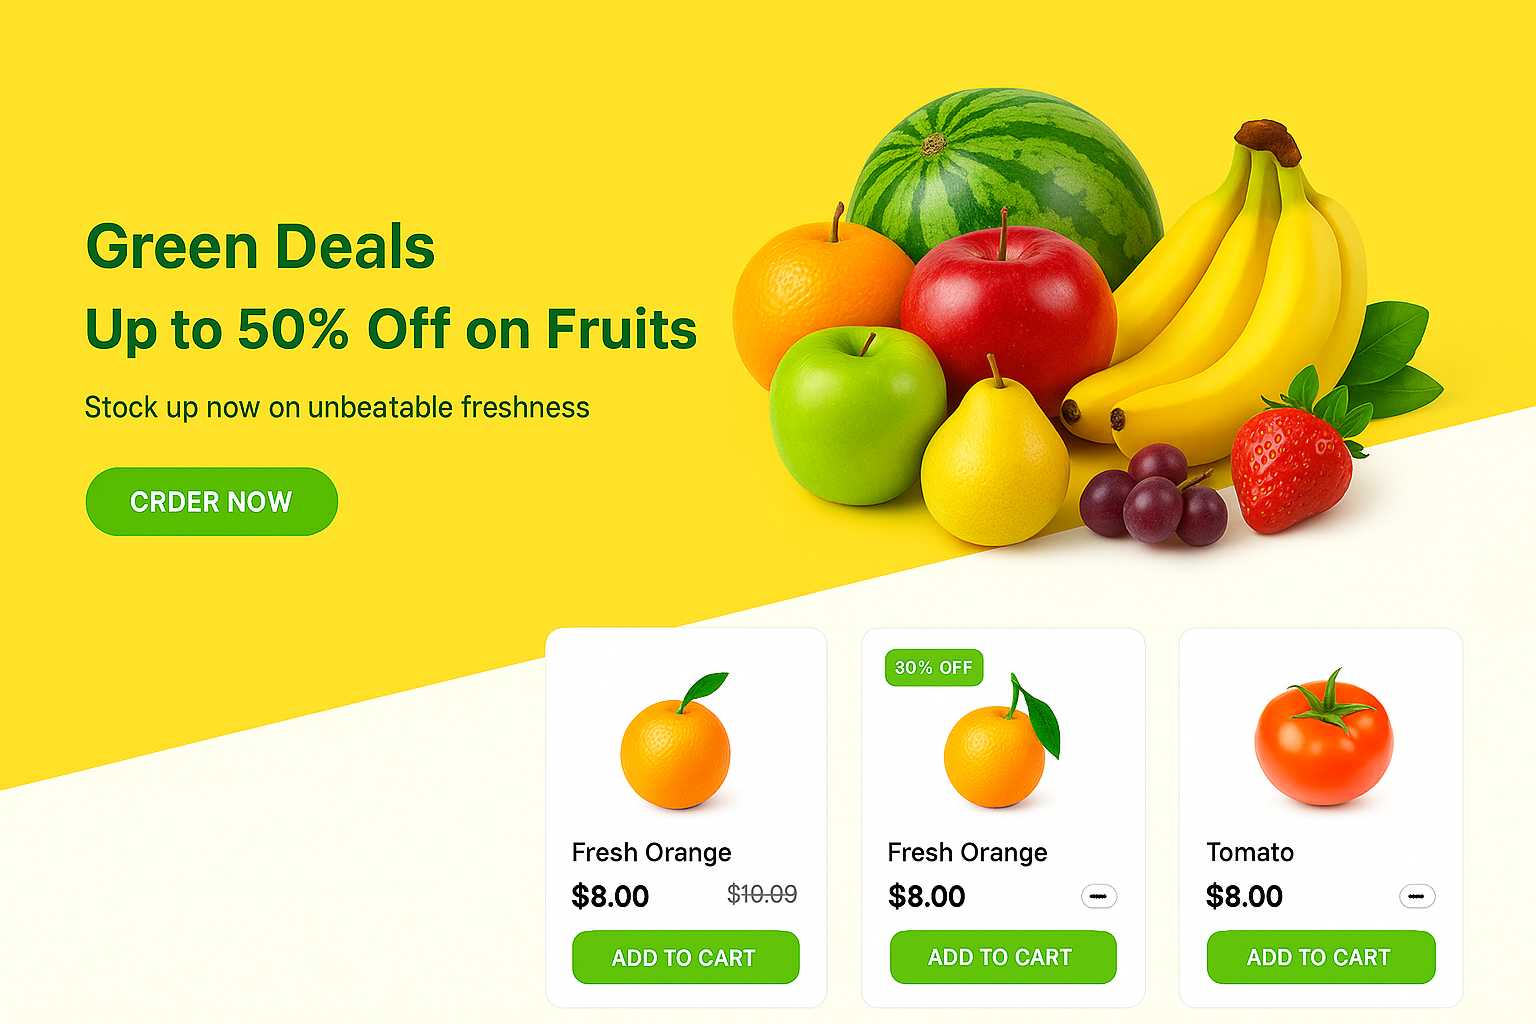 Green Deals
Up to 50% Off on Fruits
Stock up now on unbeatable freshness
CRDER NOW
Fresh Orange
$8.00 $10.09
ADD TO CART
30% OFF
Fresh Orange
$8.00
ADD TO CART
Tomato
$8.00
ADD TO CART